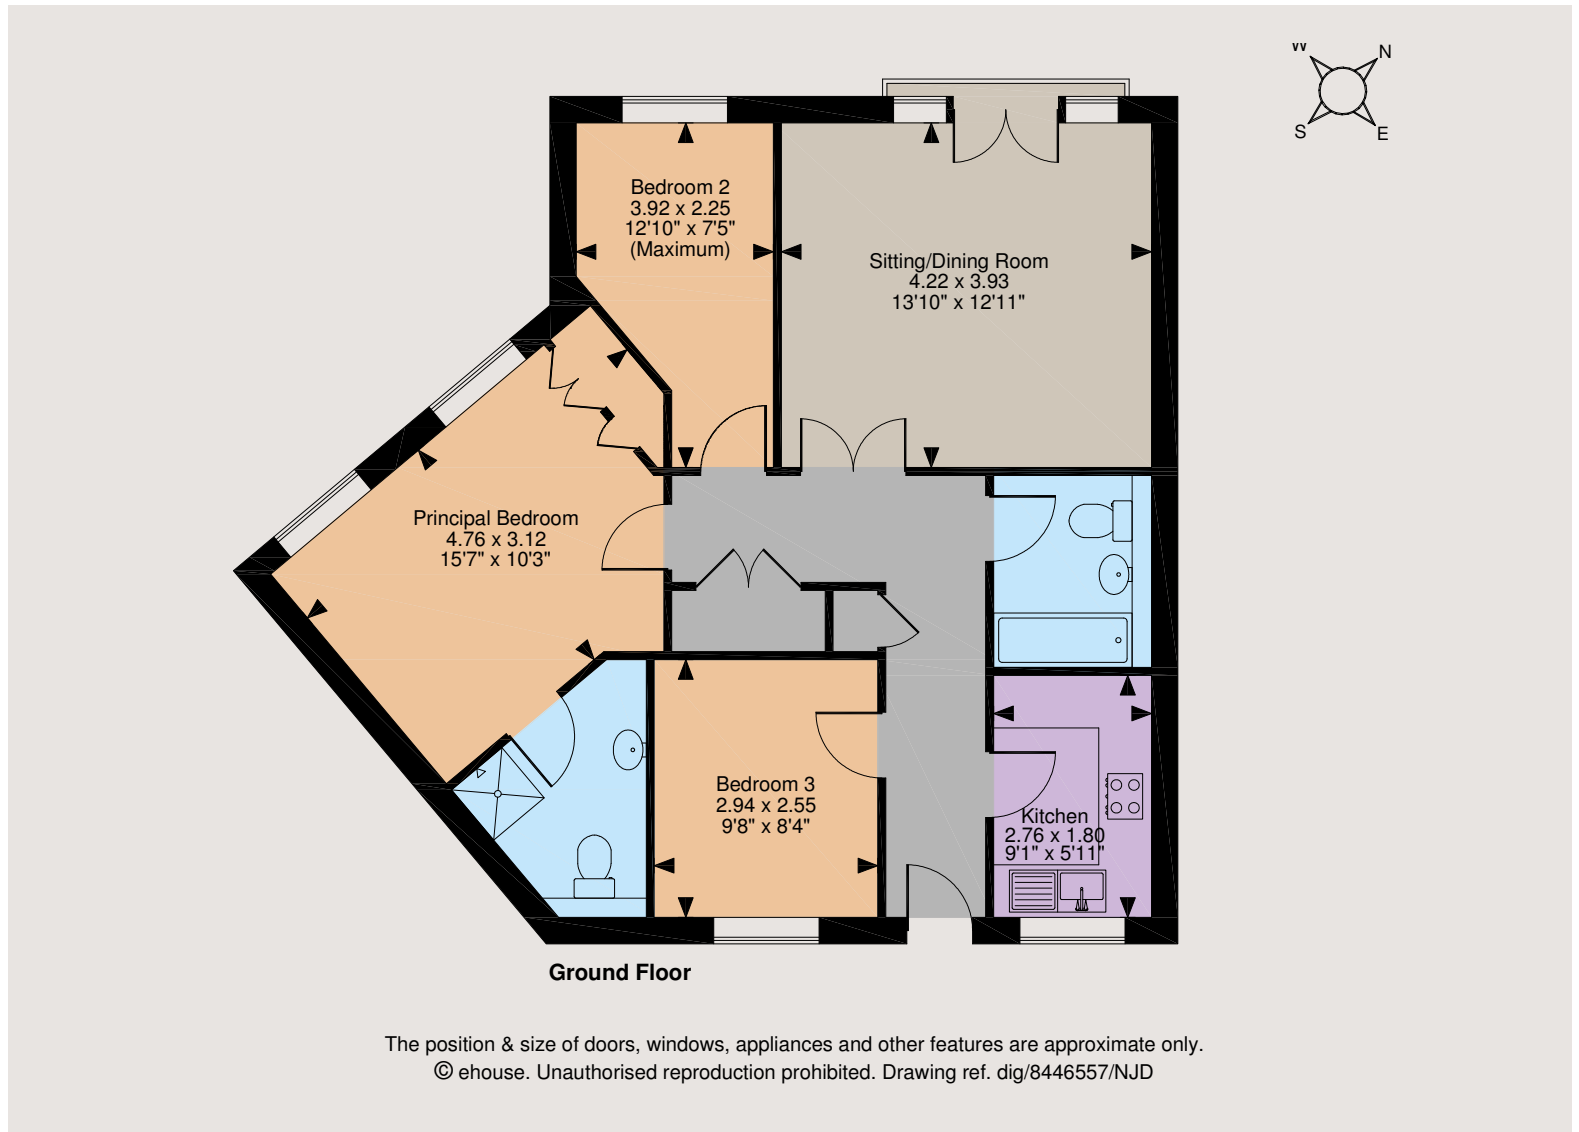 W
N
S
E
Bedroom 2
3.92 x 2.25
12'10" x 7'5"
(Maximum)
Sitting/Dining Room
4.22 x 3.93
13'10" x 12'11"
Principal Bedroom
4.76 x 3.12
15'7" x 10'3"
Bedroom 3
2.94 x 2.55
9'8" x 8'4"
Kitchen
2.76 x 1.80
9'1" x 5'11"
Ground Floor
The position & size of doors, windows, appliances and other features are approximate only.
© ehouse. Unauthorised reproduction prohibited. Drawing ref. dig/8446557/NJD